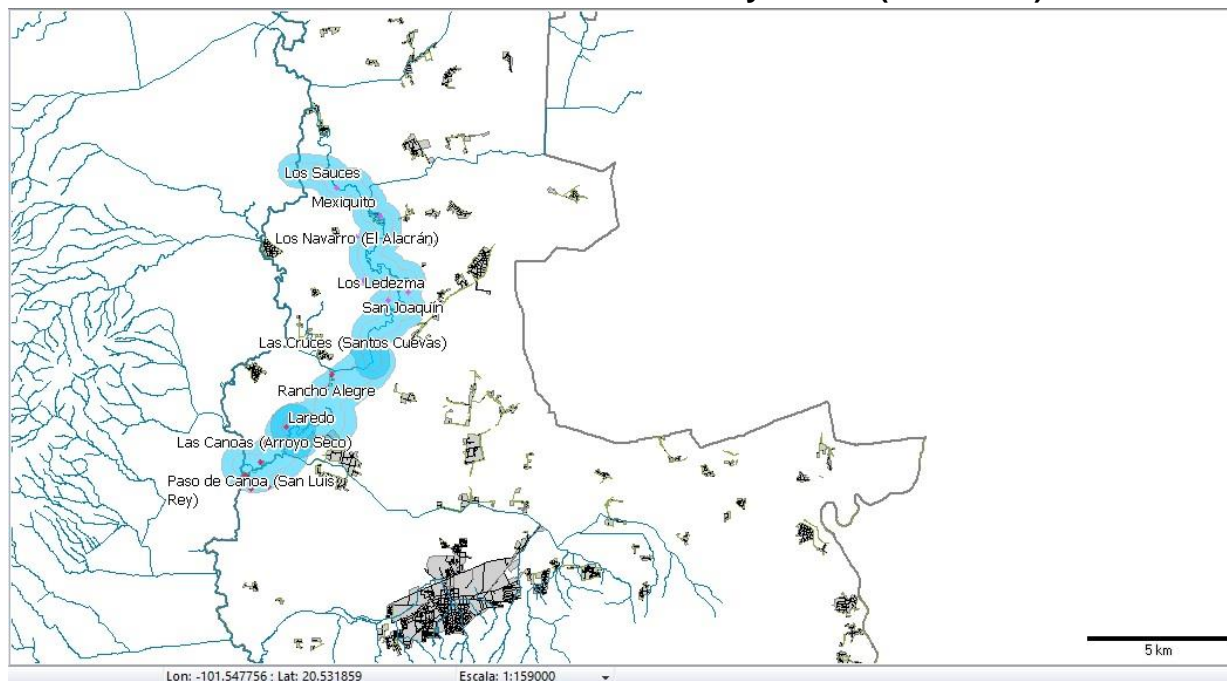 Los Sauces
Mexiquito
Los Navarro (El Alacrán)
Los Ledezma
San Joaquín
Las Cruces (Santos Cuevas)
Rancho Alegre
Laredo
Las Canoas (Arroyo Seco)
Paso de Canoa (San Luis
Rey)
5 km
Lon: -101.547756 ; Lat: 20.531859
Escala: 1:159000